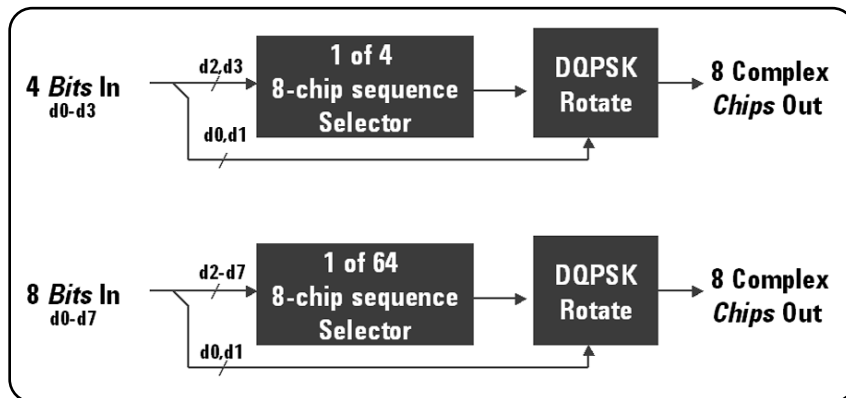 d2,d3
1 of 4
8-chip sequence
Selector
4 Bits In
d0-d3
d0,d1
DQPSK
Rotate
8 Complex
Chips Out
d2-d7
1 of 64
8-chip sequence
Selector
8 Bits In
d0-d7
d0,d1
DQPSK
Rotate
8 Complex
Chips Out